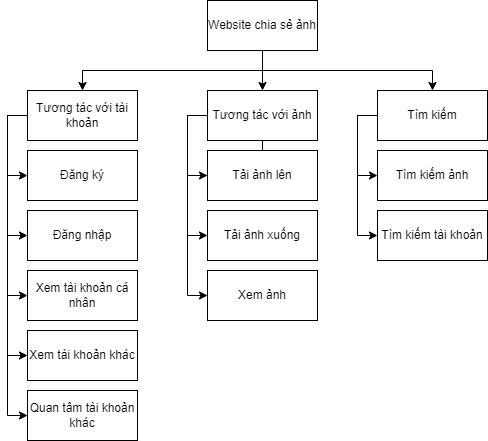 Website chia sẻ ảnh
Tương tác với tài
khoản
Tương tác với ảnh
Tìm kiếm
Đăng ký
Tải ảnh lên
Tìm kiếm ảnh
Đăng nhập
Tải ảnh xuống
Tìm kiếm tài khoản
Xem tài khoản cá
nhân
Xem ảnh
Xem tài khoản khác
Quan tâm tài khoản
khác